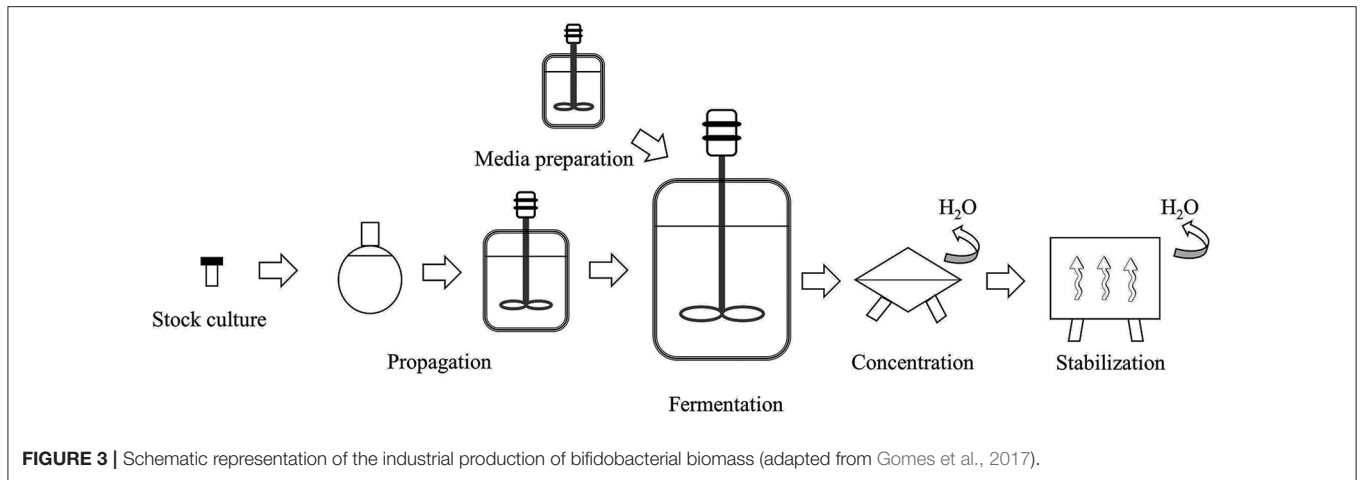 Media preparation
H₂O
H₂O
Stock culture
Propagation
Fermentation
Concentration
Stabilization
FIGURE 3 | Schematic representation of the industrial production of bifidobacterial biomass (adapted from Gomes et al., 2017).